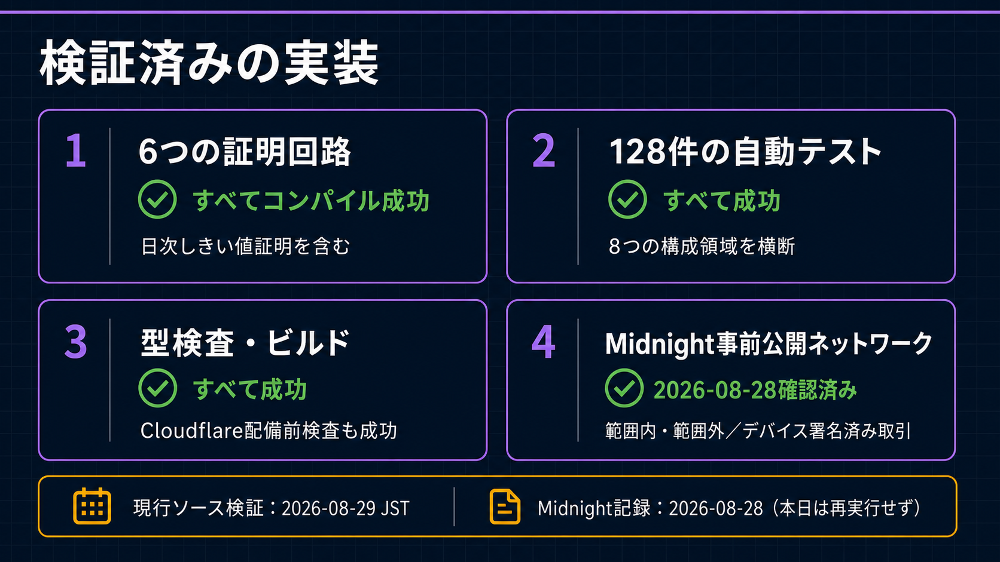 検証済みの実装
1
6つの証明回路
すべてコンパイル成功
日次しきい値証明を含む
2
128件の自動テスト
すべて成功
8つの構成領域を横断
3
型検査・ビルド
すべて成功
Cloudflare配備前検査も成功
4
Midnight事前公開ネットワーク
2026-08-28確認済み
範囲内・範囲外／デバイス署名済み取引
現行ソース検証：2026-08-29 JST
Midnight記録：2026-08-28（本日は再実行せず）